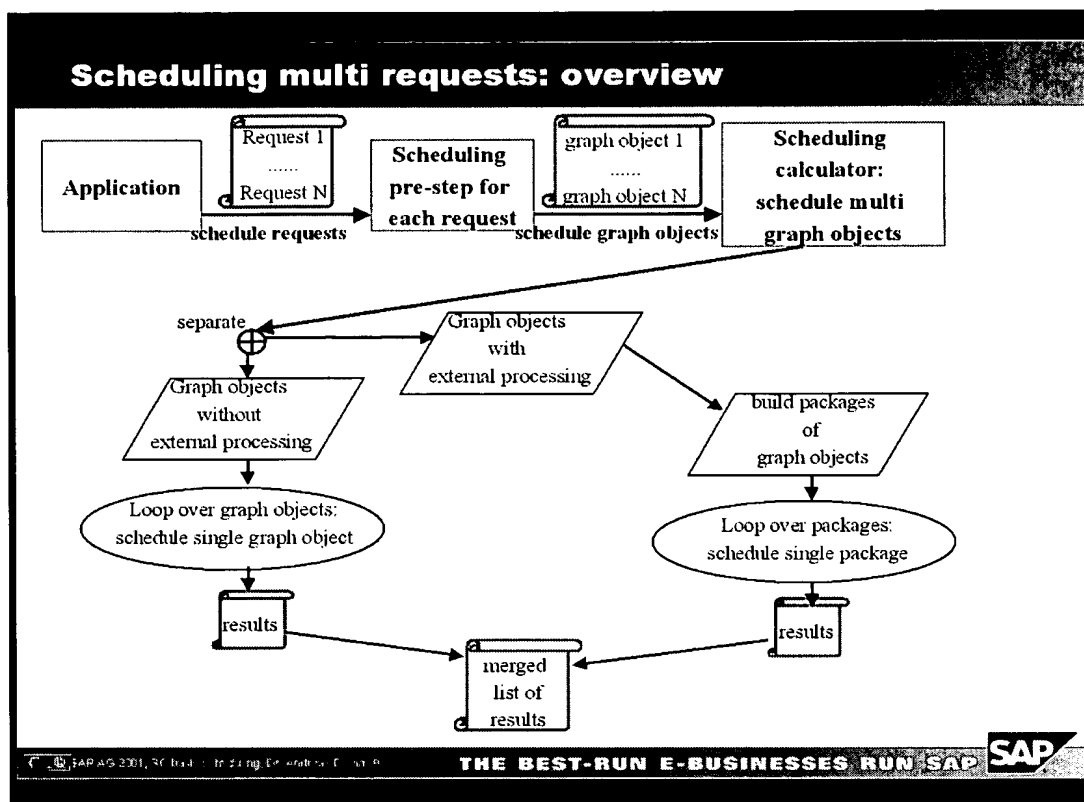 Scheduling multi requests: overview
Application
Request 1
......
Request N
schedule requests
Scheduling
pre-step for
each request
graph object 1
......
graph object N
schedule graph objects
Scheduling
calculator:
schedule multi
graph objects
separate
Graph objects
with
external processing
Graph objects
without
external processing
build packages
of
graph objects
Loop over graph objects:
schedule single graph object
Loop over packages:
schedule single package
results
results
merged
list of
results
SAP AG 2001,
THE BEST-RUN E-BUSINESSES RUN SAP
SAP